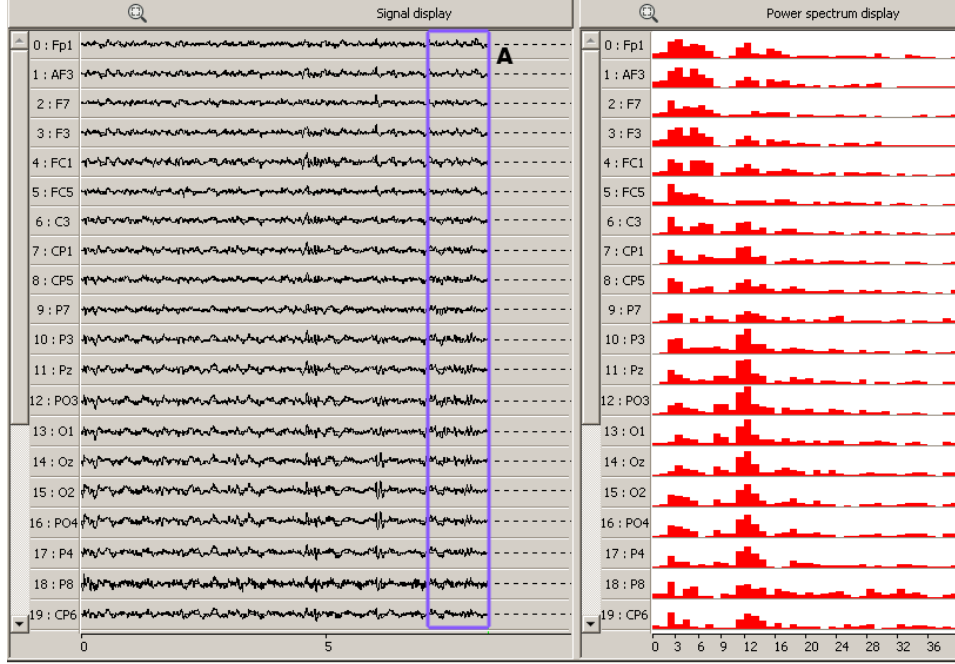 Signal display
Power spectrum display
A
0 : Fp1
1 : AF3
2 : F7
3 : F3
4 : FC1
5 : FC5
6 : C3
7 : CP1
8 : CP5
9 : P7
10 : P3
11 : Pz
12 : PO3
13 : O1
14 : Oz
15 : O2
16 : PO4
17 : P4
18 : P8
19 : CP6
0 5
0 : Fp1
1 : AF3
2 : F7
3 : F3
4 : FC1
5 : FC5
6 : C3
7 : CP1
8 : CP5
9 : P7
10 : P3
11 : Pz
12 : PO3
13 : O1
14 : Oz
15 : O2
16 : PO4
17 : P4
18 : P8
19 : CP6
0 3 6 9 12 16 20 24 28 32 36